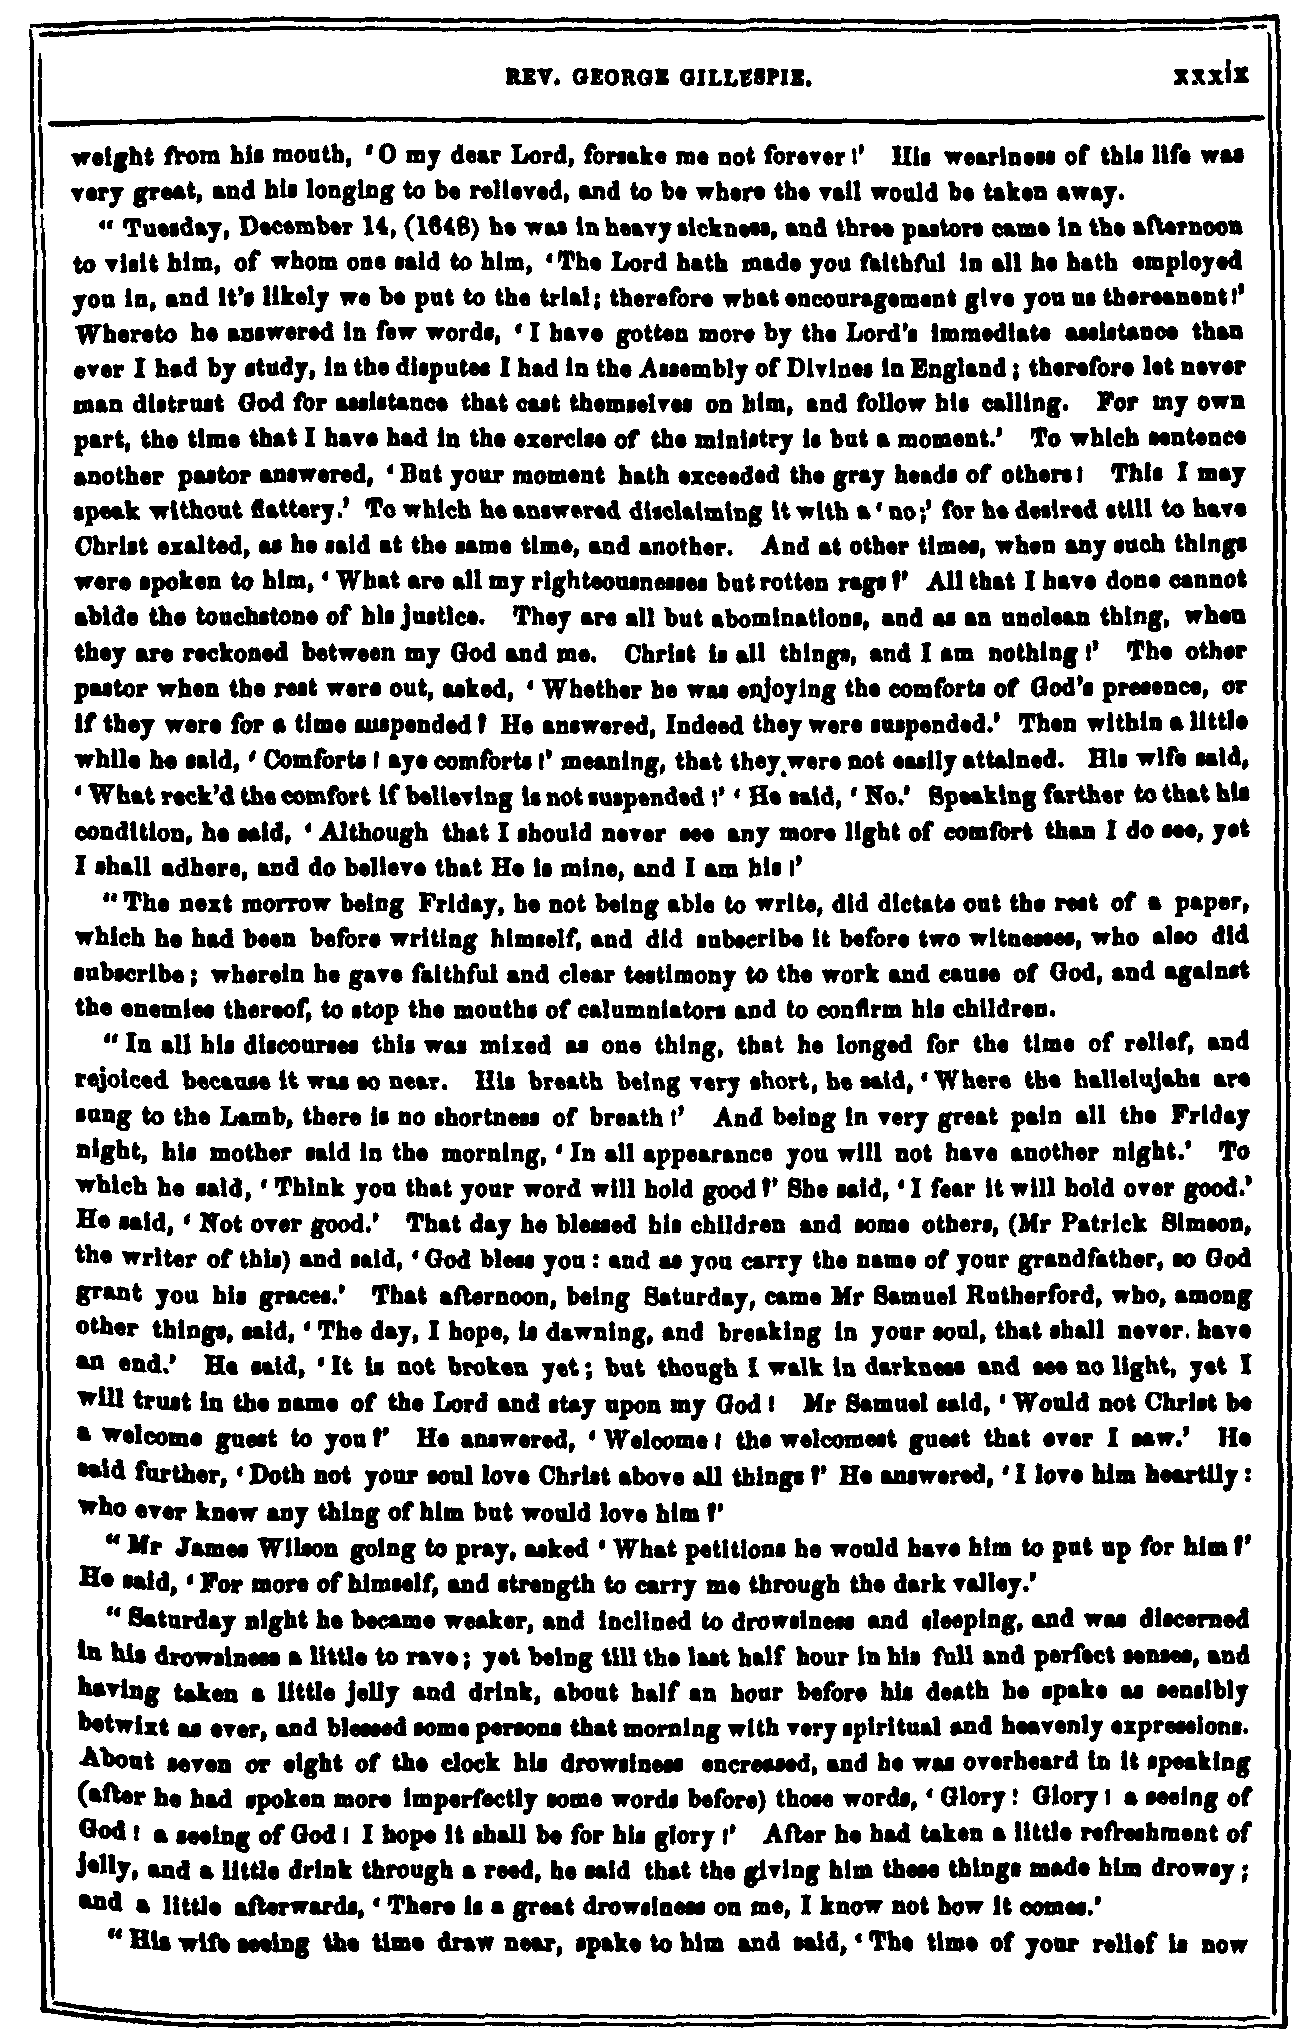 REV. GEORGE GILLESPIE. xxxix
weight from his mouth, 'O my dear Lord, forsake me not forever!' His weariness of this life was
very great, and his longing to be relieved, and to be where the vail would be taken away.
"Tuesday, December 14, (1648) he was in heavy sickness, and three pastors came in the afternoon
to visit him, of whom one said to him, 'The Lord hath made you faithful in all he hath employed
you in, and it's likely we be put to the trial; therefore what encouragement give you us thereanent!'
Whereto he answered in few words, 'I have gotten more by the Lord's immediate assistance than
ever I had by study, in the disputes I had in the Assembly of Divines in England; therefore let never
man distrust God for assistance that cast themselves on him, and follow his calling. For my own
part, the time that I have had in the exercise of the ministry is but a moment.' To which sentence
another pastor answered, 'But your moment hath exceeded the gray heads of others! This I may
speak without flattery.' To which he answered disclaiming it with a 'no;' for he desired still to have
Christ exalted, as he said at the same time, and another. And at other times, when any such things
were spoken to him, 'What are all my righteousnesses but rotten rags?' All that I have done cannot
abide the touchstone of his justice. They are all but abominations, and as an unclean thing, when
they are reckoned between my God and me. Christ is all things, and I am nothing!' The other
pastor when the rest were out, asked, 'Whether he was enjoying the comforts of God's presence, or
if they were for a time suspended? He answered, Indeed they were suspended.' Then within a little
while he said, 'Comforts! aye comforts!' meaning, that they were not easily attained. His wife said,
'What reck'd the comfort if believing is not suspended!' 'He said, 'No.' Speaking farther to that his
condition, he said, 'Although that I should never see any more light of comfort than I do see, yet
I shall adhere, and do believe that He is mine, and I am his!'
"The next morrow being Friday, he not being able to write, did dictate out the rest of a paper,
which he had been before writing himself, and did subscribe it before two witnesses, who also did
subscribe; wherein he gave faithful and clear testimony to the work and cause of God, and against
the enemies thereof, to stop the mouths of calumniators and to confirm his children.
"In all his discourses this was mixed as one thing, that he longed for the time of relief, and
rejoiced because it was so near. His breath being very short, he said, 'Where the hallelujahs are
sung to the Lamb, there is no shortness of breath!' And being in very great pain all the Friday
night, his mother said in the morning, 'In all appearance you will not have another night.' To
which he said, 'Think you that your word will hold good?' She said, 'I fear it will hold over good.'
He said, 'Not over good.' That day he blessed his children and some others, (Mr Patrick Simson,
the writer of this) and said, 'God bless you: and as you carry the name of your grandfather, so God
grant you his graces.' That afternoon, being Saturday, came Mr Samuel Rutherford, who, among
other things, said, 'The day, I hope, is dawning, and breaking in your soul, that shall never. have
an end.' He said, 'It is not broken yet; but though I walk in darkness and see no light, yet I
will trust in the name of the Lord and stay upon my God! Mr Samuel said, 'Would not Christ be
a welcome guest to you?' He answered, 'Welcome! the welcomest guest that ever I saw.' He
said further, 'Doth not your soul love Christ above all things?' He answered, 'I love him heartily:
who ever knew any thing of him but would love him?'
"Mr James Wilson going to pray, asked 'What petitions he would have him to put up for him?'
He said, 'For more of himself, and strength to carry me through the dark valley.'
"Saturday night he became weaker, and inclined to drowsiness and sleeping, and was discerned
in his drowsiness a little to rave; yet being till the last half hour in his full and perfect senses, and
having taken a little jelly and drink, about half an hour before his death he spake as sensibly
betwixt as ever, and blessed some persons that morning with very spiritual and heavenly expressions.
About seven or eight of the clock his drowsiness encreased, and he was overheard in it speaking
(after he had spoken more imperfectly some words before) those words, 'Glory! Glory! a seeing of
God! a seeing of God! I hope it shall be for his glory!' After he had taken a little refreshment of
jelly, and a little drink through a reed, he said that the giving him these things made him drowsy;
and a little afterwards, 'There is a great drowsiness on me, I know not how it comes.'
"His wife seeing the time draw near, spake to him and said, 'The time of your relief is now